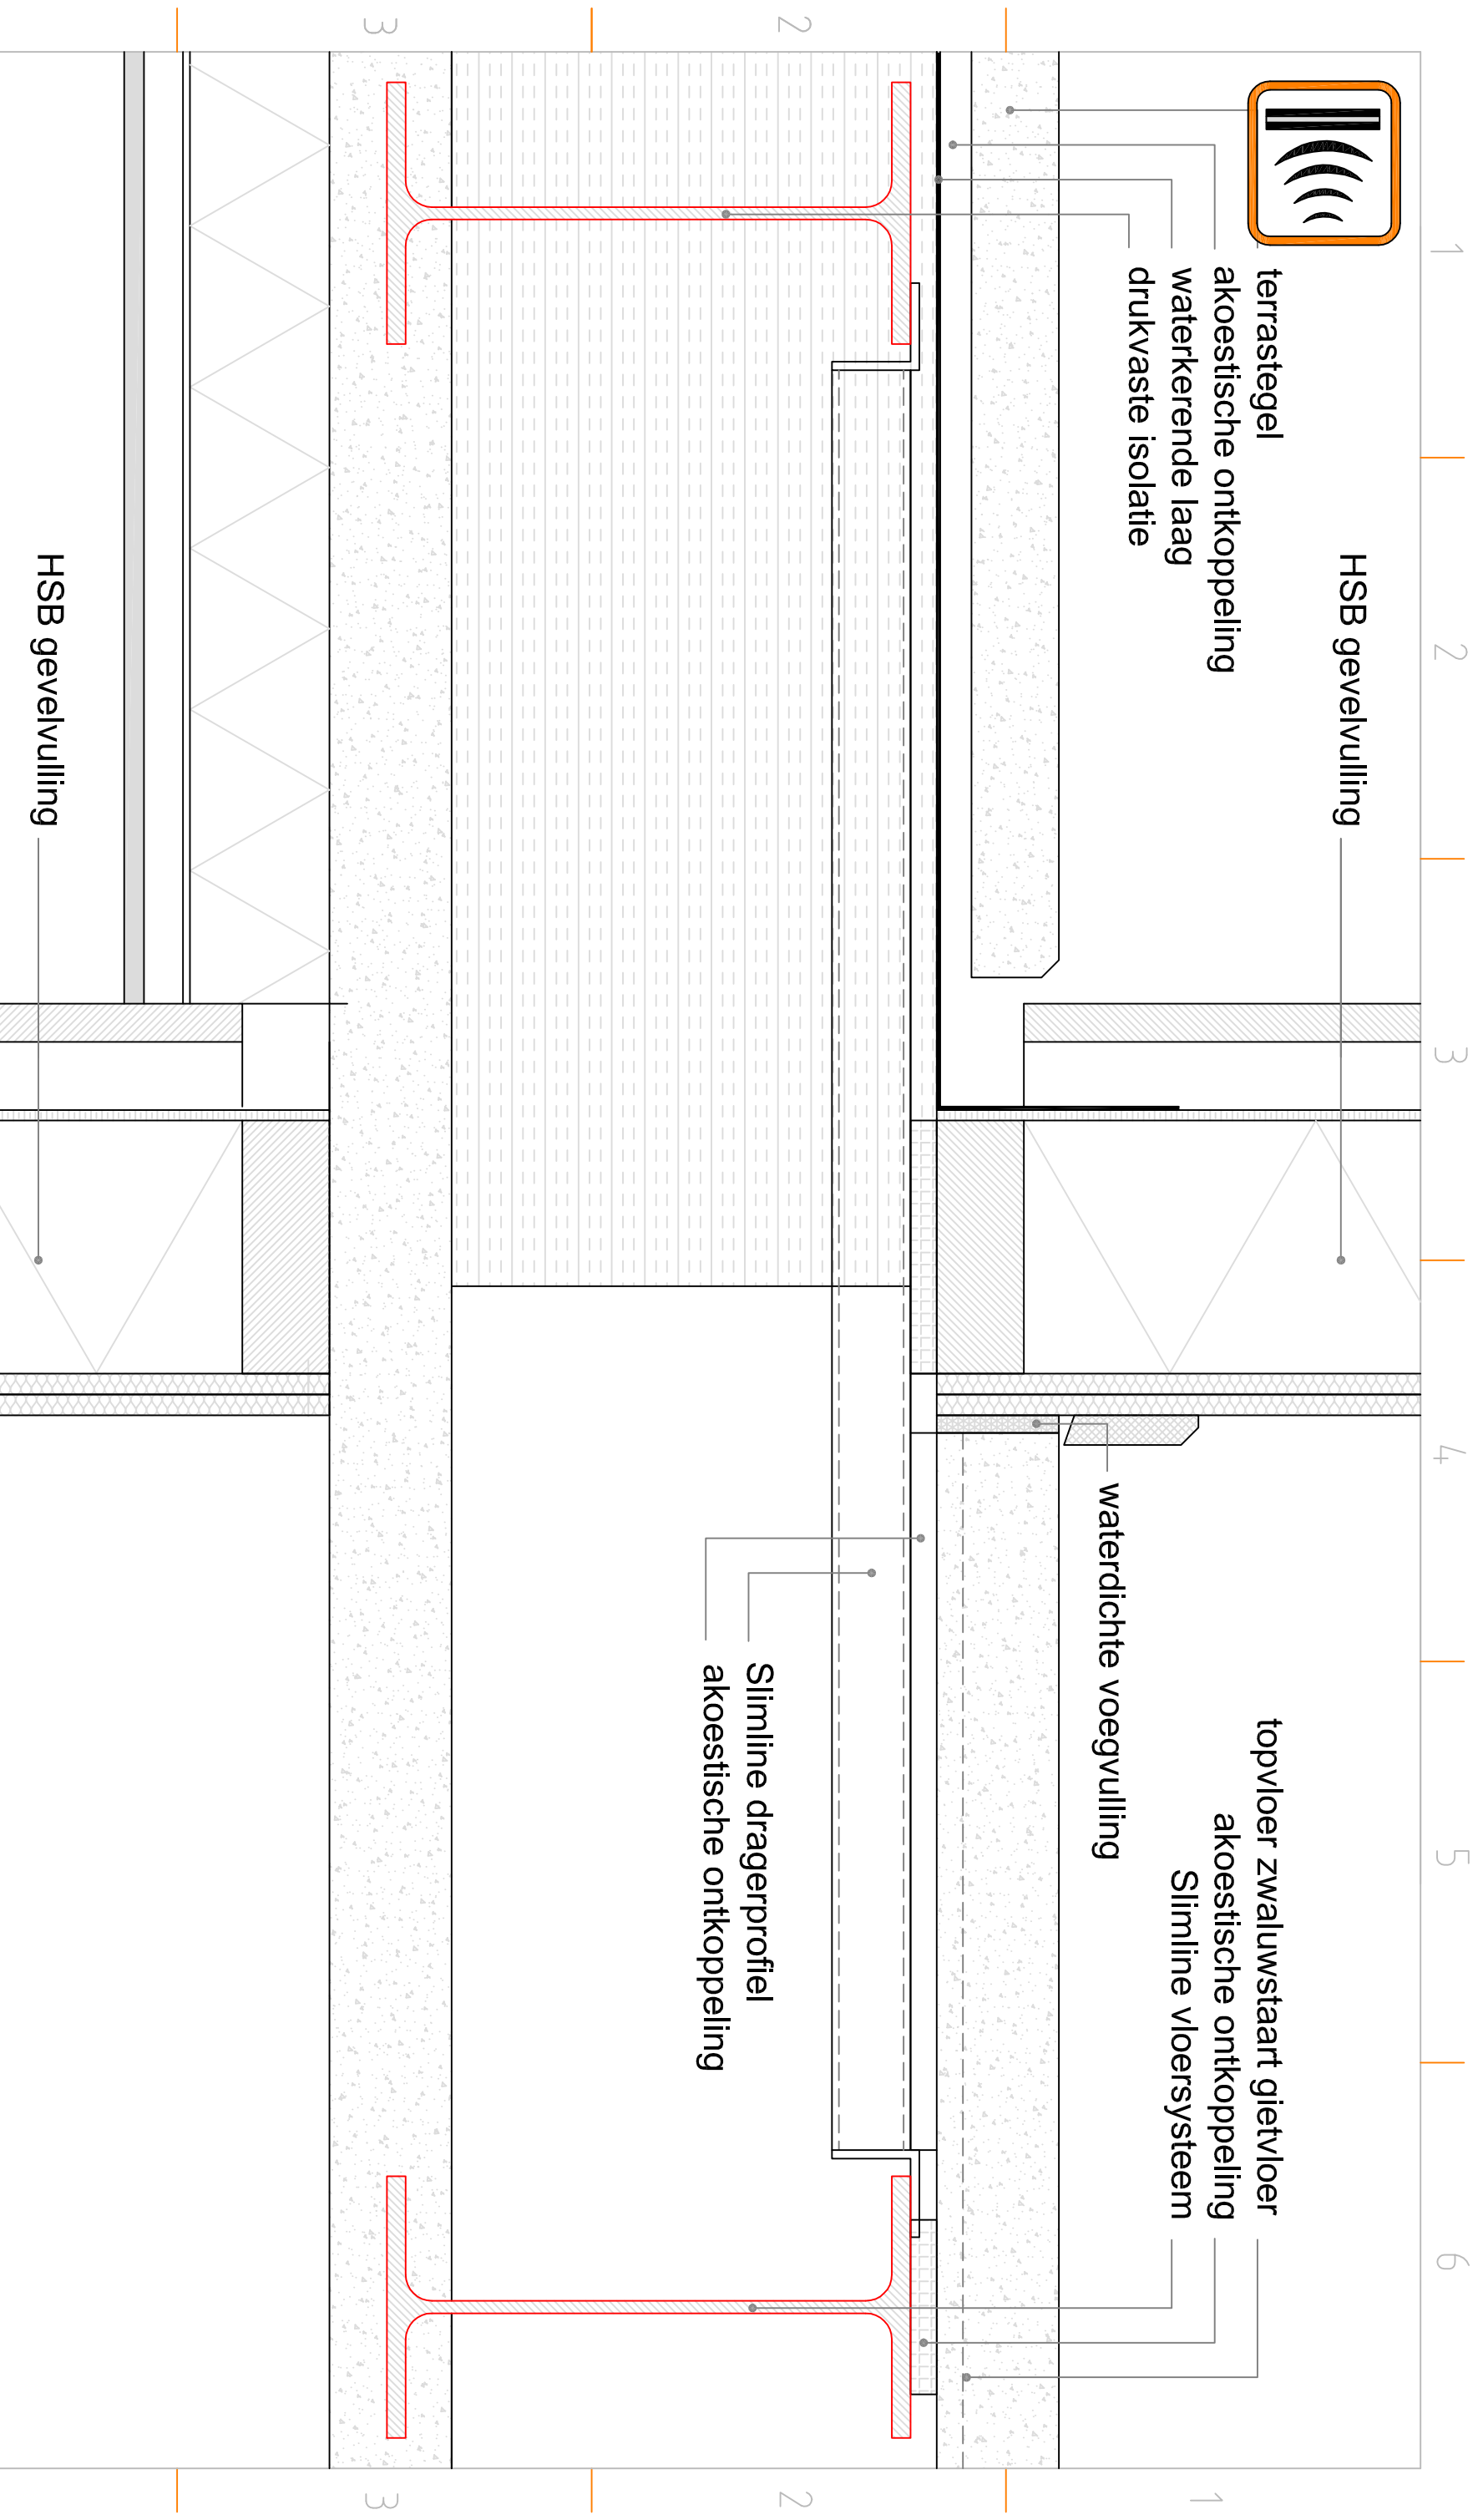 1
2
3
4
5
6
1
2
3
1
2
3
HSB gevelvulling
terrastegel
akoestische ontkoppeling
waterkerende laag
drukvaste isolatie
topvloer zwaluwstaart gietvloer
akoestische ontkoppeling
Slimline vloersysteem
waterdichte voegvulling
Slimline dragerprofiel
akoestische ontkoppeling
HSB gevelvulling